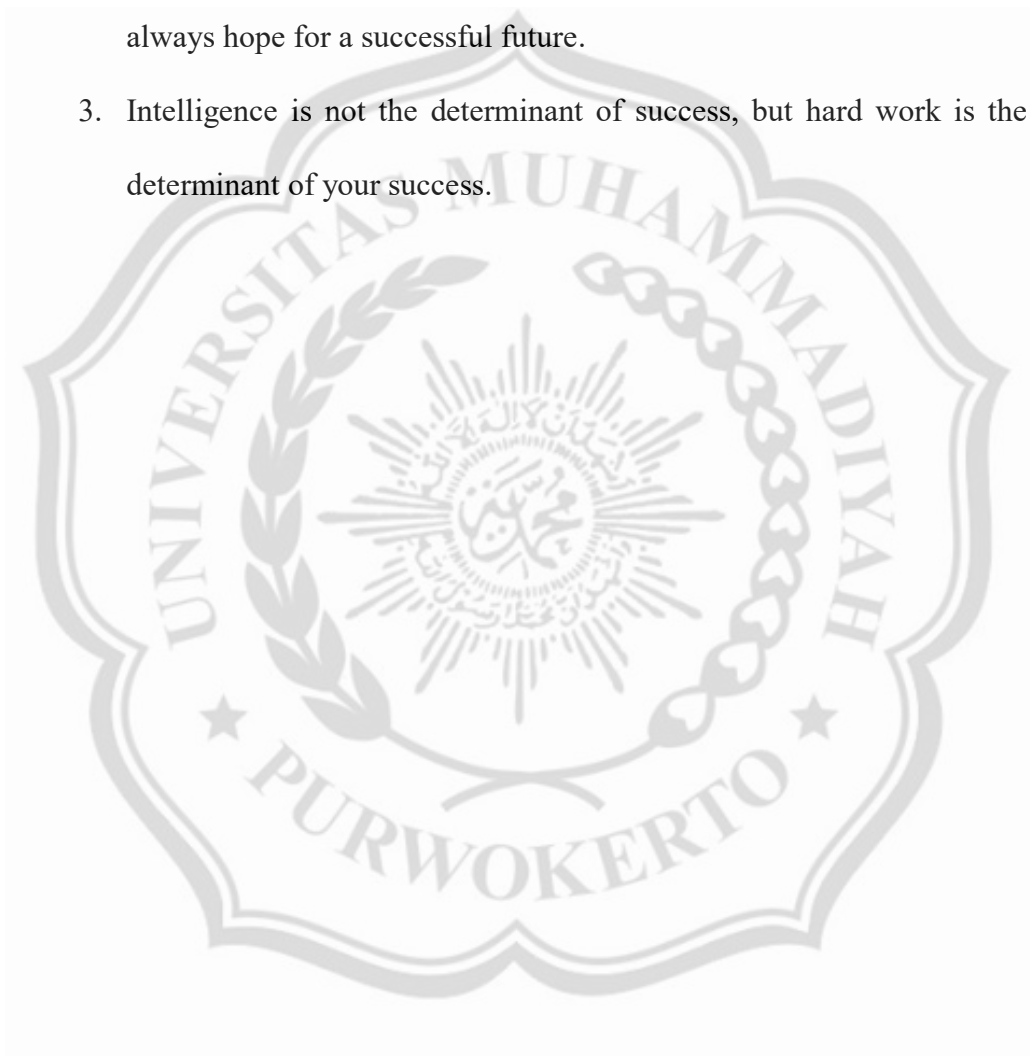 always hope for a successful future.
3. Intelligence is not the determinant of success, but hard work is the
determinant of your success.
UNIVERSITAS MUHAMMADIYAH
PURWOKERTO